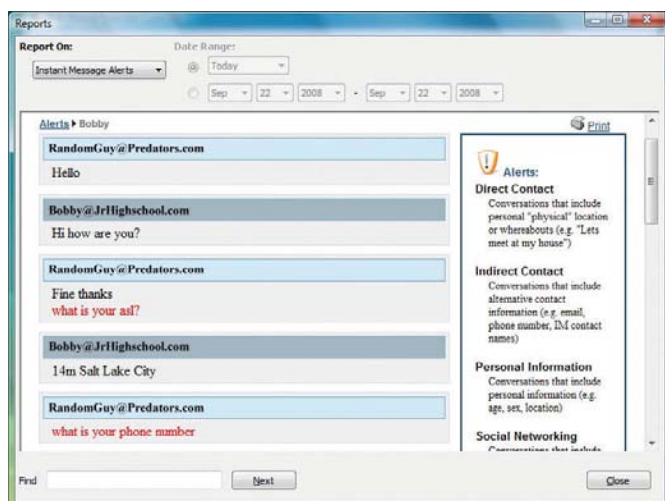 Reports
Report On:
Date Range:
Instant Message Alerts
Today
Sep 22 2008 - Sep 22 2008
Alerts Bobby
Print
RandomGuy@Predators.com
Hello
Bobby@JrHighschool.com
Hi how are you?
RandomGuy@Predators.com
Fine thanks
what is your asl?
Bobby@JrHighschool.com
14m Salt Lake City
RandomGuy@Predators.com
what is your phone number
Alerts:
Direct Contact
Conversations that include
personal "physical" location
or whereabouts (e.g. "Lets
meet at my house")
Indirect Contact
Conversations that include
alternative contact
information (e.g. email,
phone number, IM contact
names)
Personal Information
Conversations that include
personal information (e.g.
age, sex, location)
Social Networking
Conversations that include
Find
Next
Close